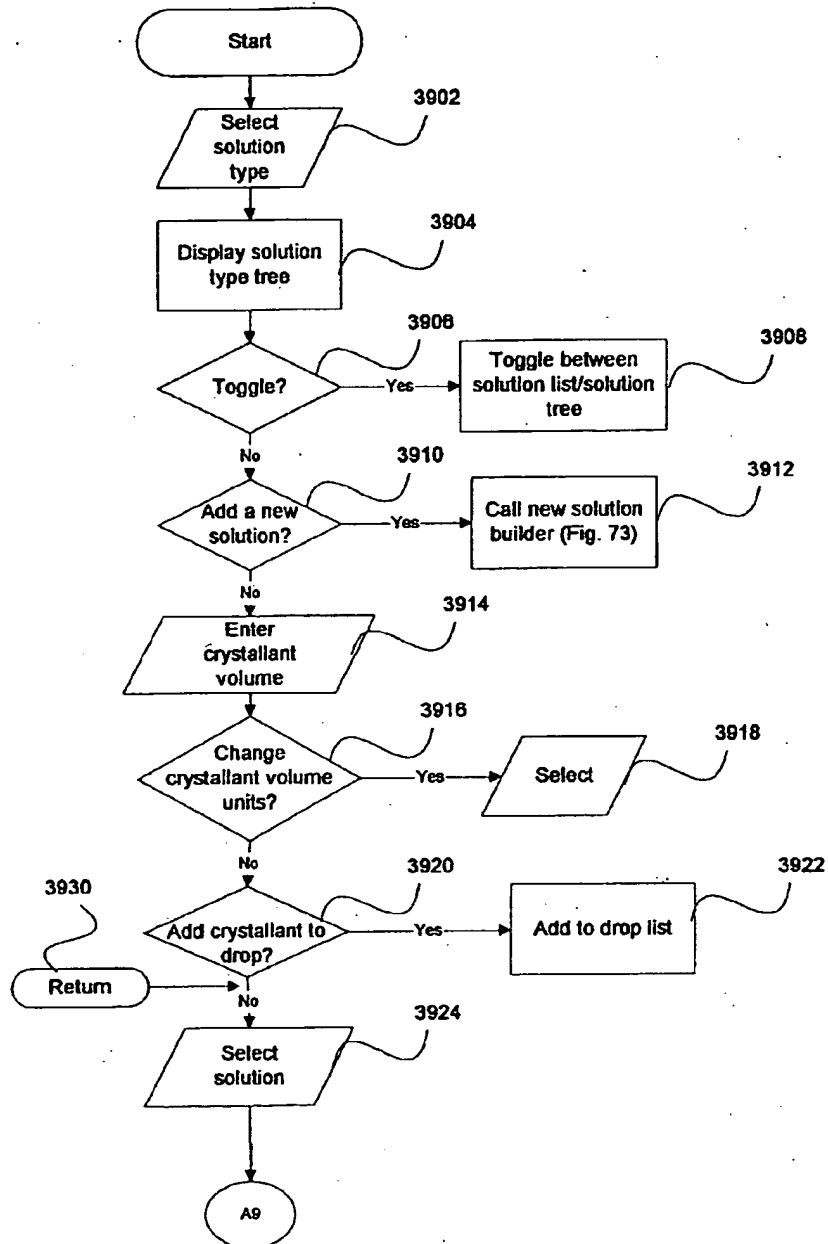 Start
3902
Select
solution
type
3904
Display solution
type tree
3906
Toggle?
Yes
3908
Toggle between
solution list/solution
tree
No
3910
Add a new
solution?
Yes
3912
Call new solution
builder (Fig. 73)
No
3914
Enter
crystallant
volume
3916
Change
crystallant volume
units?
Yes
3918
Select
No
3920
Add crystallant to
drop?
Yes
3922
Add to drop list
3930
Return
No
3924
Select
solution
A9